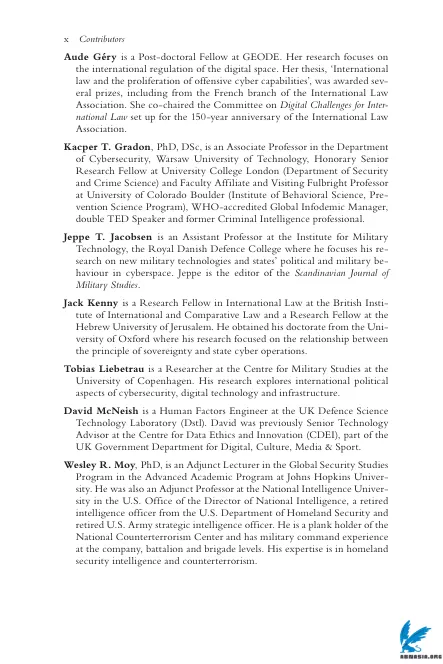 x Contributors
Aude Géry is a Post-doctoral Fellow at GEODE. Her research focuses on
the international regulation of the digital space. Her thesis, ‘International
law and the proliferation of offensive cyber capabilities’, was awarded sev-
eral prizes, including from the French branch of the International Law
Association. She co-chaired the Committee on Digital Challenges for Inter-
national Law set up for the 150-year anniversary of the International Law
Association.
Kacper T. Gradon, PhD, DSc, is an Associate Professor in the Department
of Cybersecurity, Warsaw University of Technology, Honorary Senior
Research Fellow at University College London (Department of Security
and Crime Science) and Faculty Affiliate and Visiting Fulbright Professor
at University of Colorado Boulder (Institute of Behavioral Science, Pre-
vention Science Program), WHO-accredited Global Infodemic Manager,
double TED Speaker and former Criminal Intelligence professional.
Jeppe T. Jacobsen is an Assistant Professor at the Institute for Military
Technology, the Royal Danish Defence College where he focuses his re-
search on new military technologies and states’ political and military be-
haviour in cyberspace. Jeppe is the editor of the Scandinavian Journal of
Military Studies.
Jack Kenny is a Research Fellow in International Law at the British Insti-
tute of International and Comparative Law and a Research Fellow at the
Hebrew University of Jerusalem. He obtained his doctorate from the Uni-
versity of Oxford where his research focused on the relationship between
the principle of sovereignty and state cyber operations.
Tobias Liebetrau is a Researcher at the Centre for Military Studies at the
University of Copenhagen. His research explores international political
aspects of cybersecurity, digital technology and infrastructure.
David McNeish is a Human Factors Engineer at the UK Defence Science
Technology Laboratory (Dstl). David was previously Senior Technology
Advisor at the Centre for Data Ethics and Innovation (CDEI), part of the
UK Government Department for Digital, Culture, Media & Sport.
Wesley R. Moy, PhD, is an Adjunct Lecturer in the Global Security Studies
Program in the Advanced Academic Program at Johns Hopkins Univer-
sity. He was also an Adjunct Professor at the National Intelligence Univer-
sity in the U.S. Office of the Director of National Intelligence, a retired
intelligence officer from the U.S. Department of Homeland Security and
retired U.S. Army strategic intelligence officer. He is a plank holder of the
National Counterterrorism Center and has military command experience
at the company, battalion and brigade levels. His expertise is in homeland
security intelligence and counterterrorism.